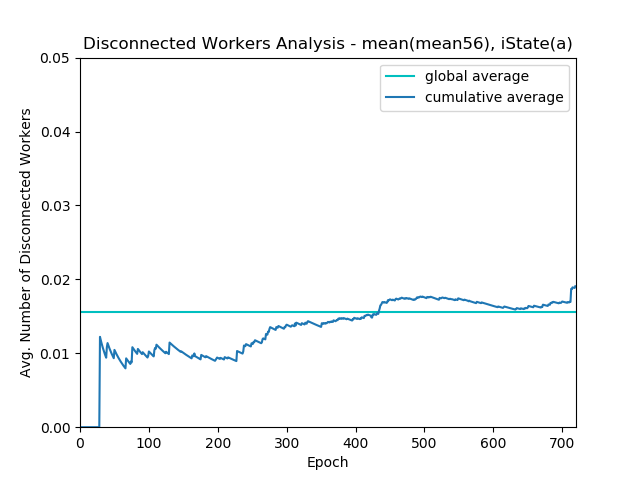 Disconnected Workers Analysis - mean(mean56), iState(a)
global average
cumulative average
Avg. Number of Disconnected Workers
0.05
0.04
0.03
0.02
0.01
0.00
0 100 200 300 400 500 600 700
Epoch